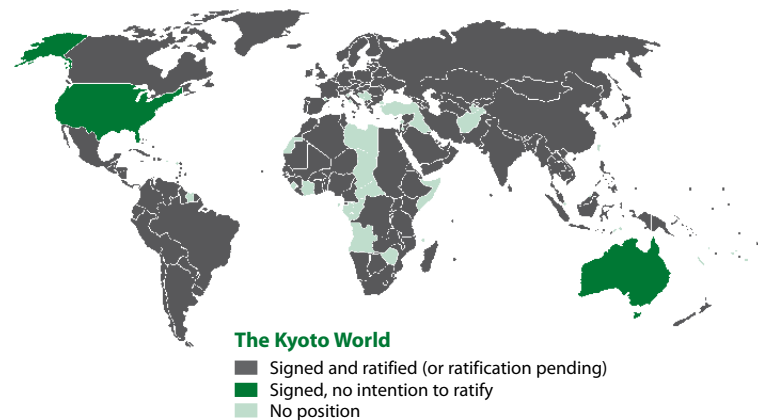 The Kyoto World
Signed and ratified (or ratification pending)
Signed, no intention to ratify
No position